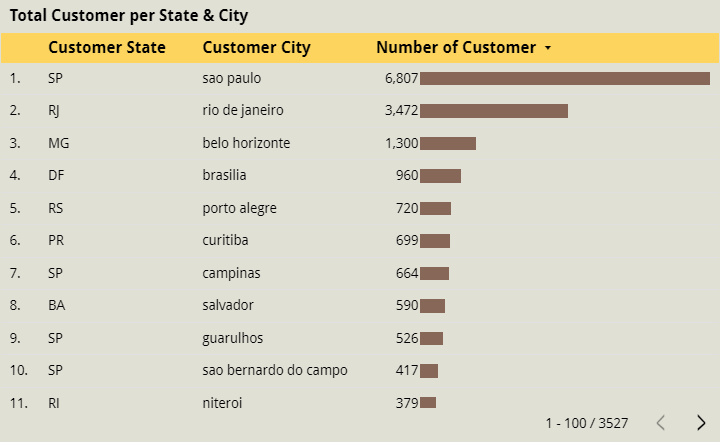 Total Customer per State & City
Customer State Customer City Number of Customer
1. SP sao paulo 6,807
2. RJ rio de janeiro 3,472
3. MG belo horizonte 1,300
4. DF brasilia 960
5. RS porto alegre 720
6. PR curitiba 699
7. SP campinas 664
8. BA salvador 590
9. SP guarulhos 526
10. SP sao bernardo do campo 417
11. RJ niteroi 379
1 - 100 / 3527